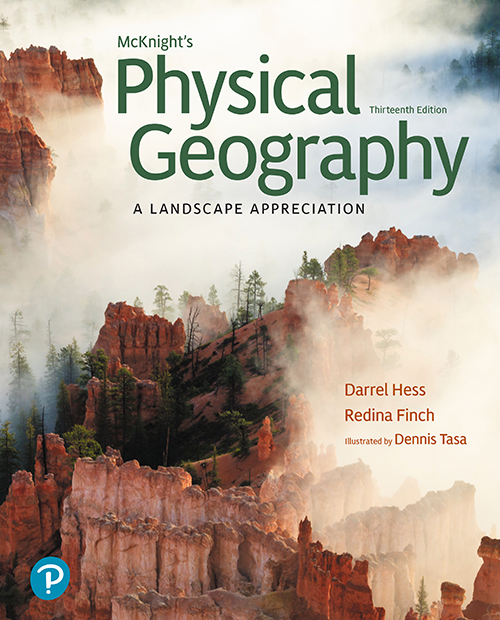 McKnight's
Physical
Thirteenth Edition
Geography
A LANDSCAPE APPRECIATION
Darrel Hess
Redina Finch
Illustrated by Dennis Tasa
P